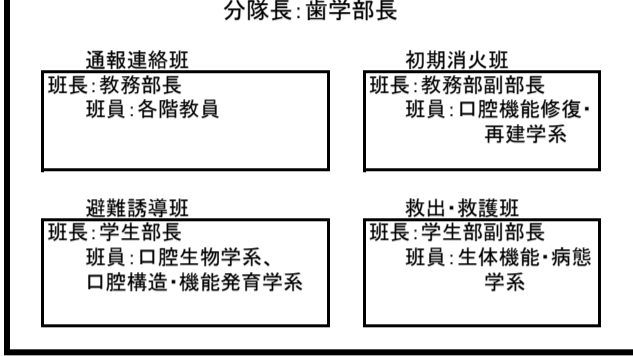 分隊長：歯学部長
通報連絡班
班長：教務部長
班員：各階教員
初期消火班
班長：教務部副部長
班員：口腔機能修復・
再建学系
避難誘導班
班長：学生部長
班員：口腔生物学系、
口腔構造・機能発育学系
救出・救護班
班長：学生部副部長
班員：生体機能・病態
学系